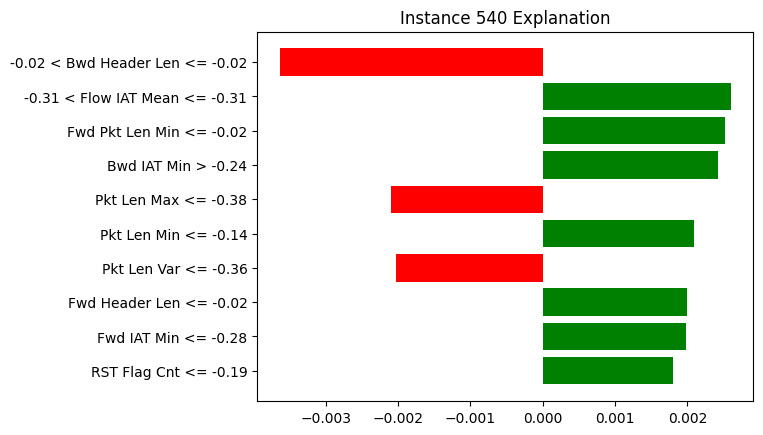 Instance 540 Explanation
-0.02 < Bwd Header Len <= -0.02
-0.31 < Flow IAT Mean <= -0.31
Fwd Pkt Len Min <= -0.02
Bwd IAT Min > -0.24
Pkt Len Max <= -0.38
Pkt Len Min <= -0.14
Pkt Len Var <= -0.36
Fwd Header Len <= -0.02
Fwd IAT Min <= -0.28
RST Flag Cnt <= -0.19
−0.003 −0.002 −0.001 0.000 0.001 0.002